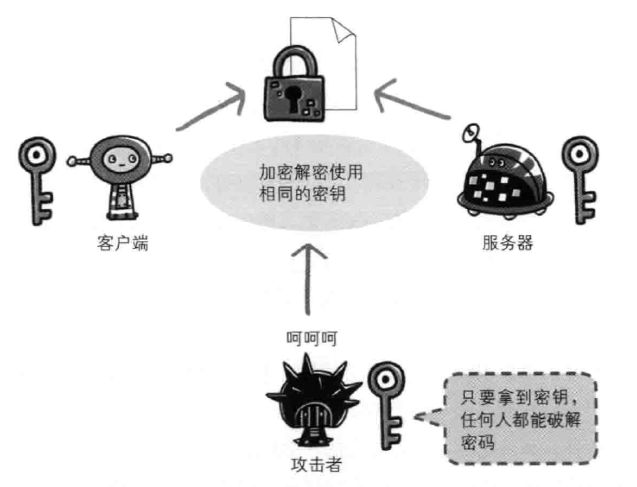 加密解密使用
相同的密钥
客户端
服务器
呵呵呵
只要拿到密钥，
任何人都能破解
密码
攻击者